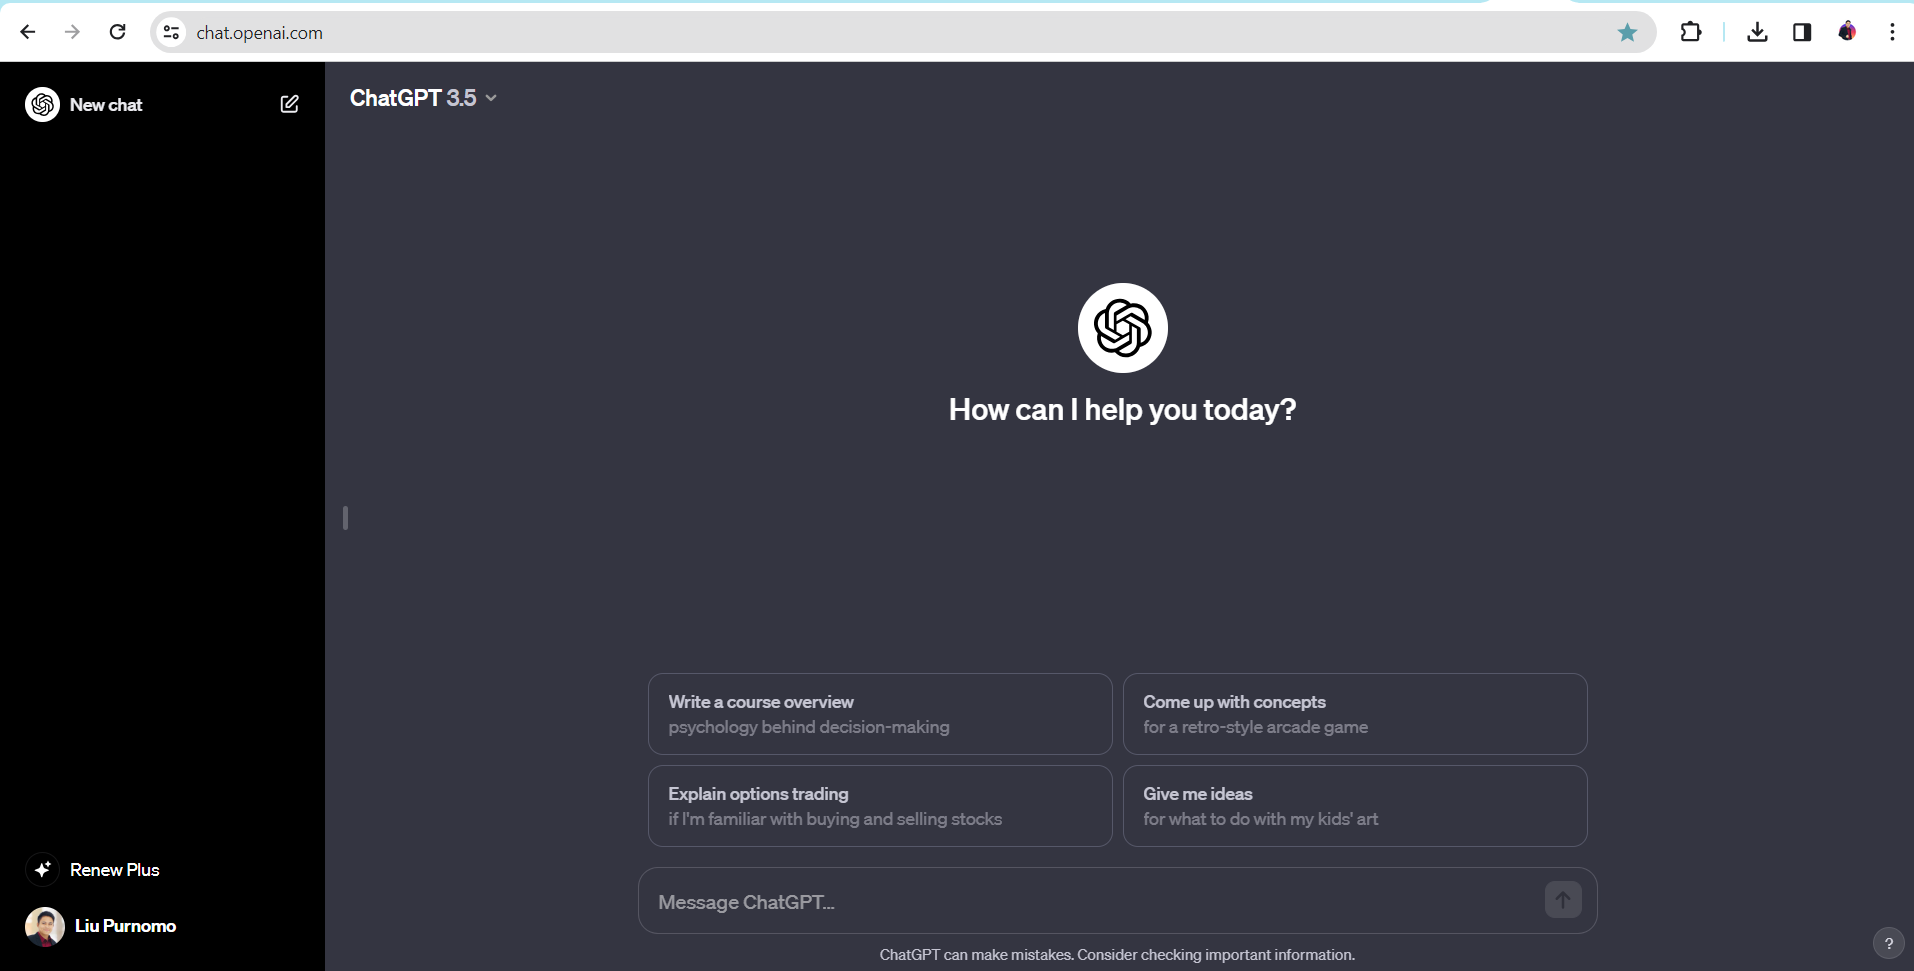 chat.openai.com
New chat
ChatGPT 3.5
How can I help you today?
Write a course overview
psychology behind decision-making
Come up with concepts
for a retro-style arcade game
Explain options trading
if I'm familiar with buying and selling stocks
Give me ideas
for what to do with my kids' art
Renew Plus
Liu Purnomo
Message ChatGPT...
ChatGPT can make mistakes. Consider checking important information.
?